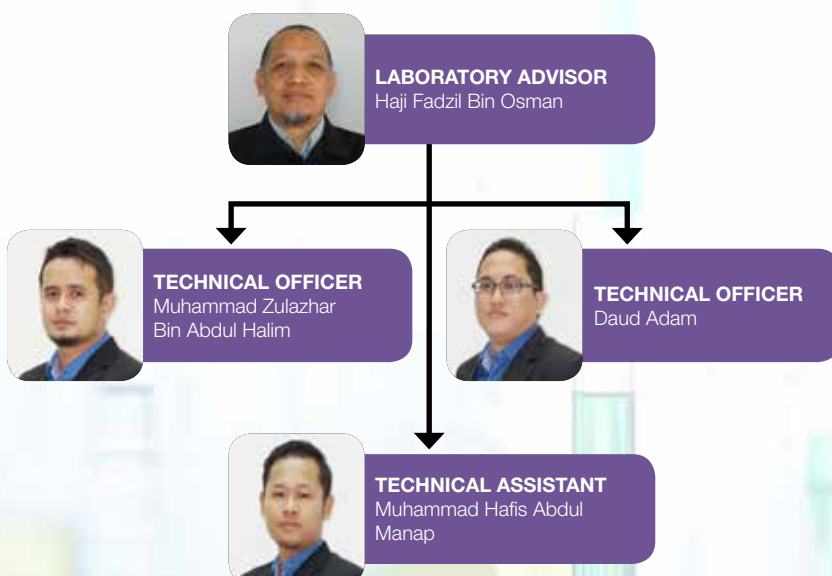 LABORATORY ADVISOR
Haji Fadzil Bin Osman
TECHNICAL OFFICER
Muhammad Zulazhar
Bin Abdul Halim
TECHNICAL OFFICER
Daud Adam
TECHNICAL ASSISTANT
Muhammad Hafis Abdul
Manap